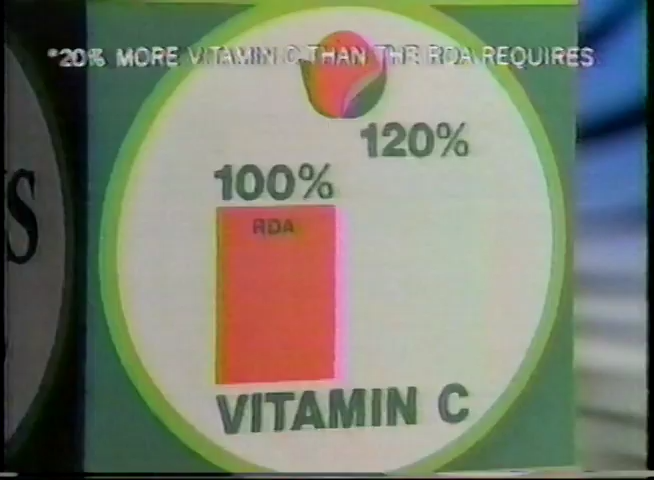 *20% MORE VITAMIN C THAN THE RDA REQUIRES
120%
100%
RDA
VITAMIN C